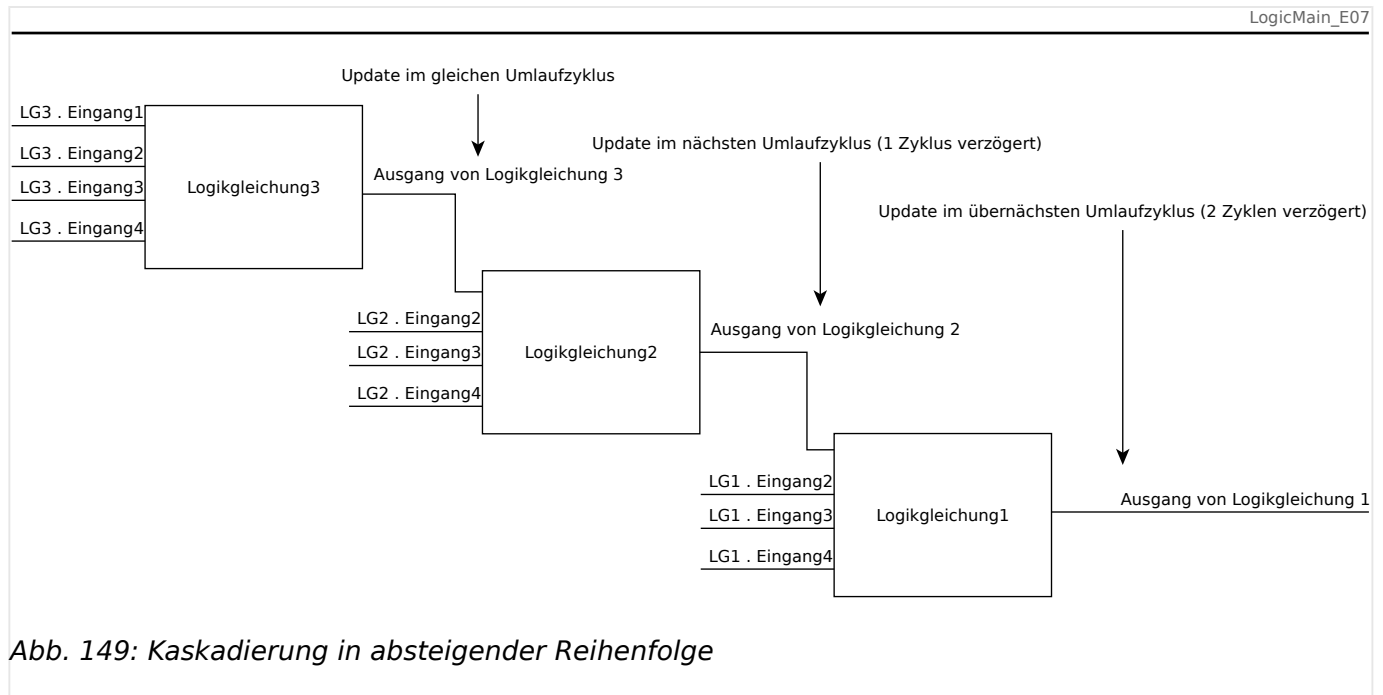 LogicMain_E07
Update im gleichen Umlaufzyklus
LG3 . Eingang1
LG3 . Eingang2
LG3 . Eingang3
LG3 . Eingang4
Logikgleichung3
Ausgang von Logikgleichung 3
Update im nächsten Umlaufzyklus (1 Zyklus verzögert)
LG2 . Eingang2
LG2 . Eingang3
LG2 . Eingang4
Logikgleichung2
Ausgang von Logikgleichung 2
Update im übernächsten Umlaufzyklus (2 Zyklen verzögert)
LG1 . Eingang2
LG1 . Eingang3
LG1 . Eingang4
Logikgleichung1
Ausgang von Logikgleichung 1
Abb. 149: Kaskadierung in absteigender Reihenfolge